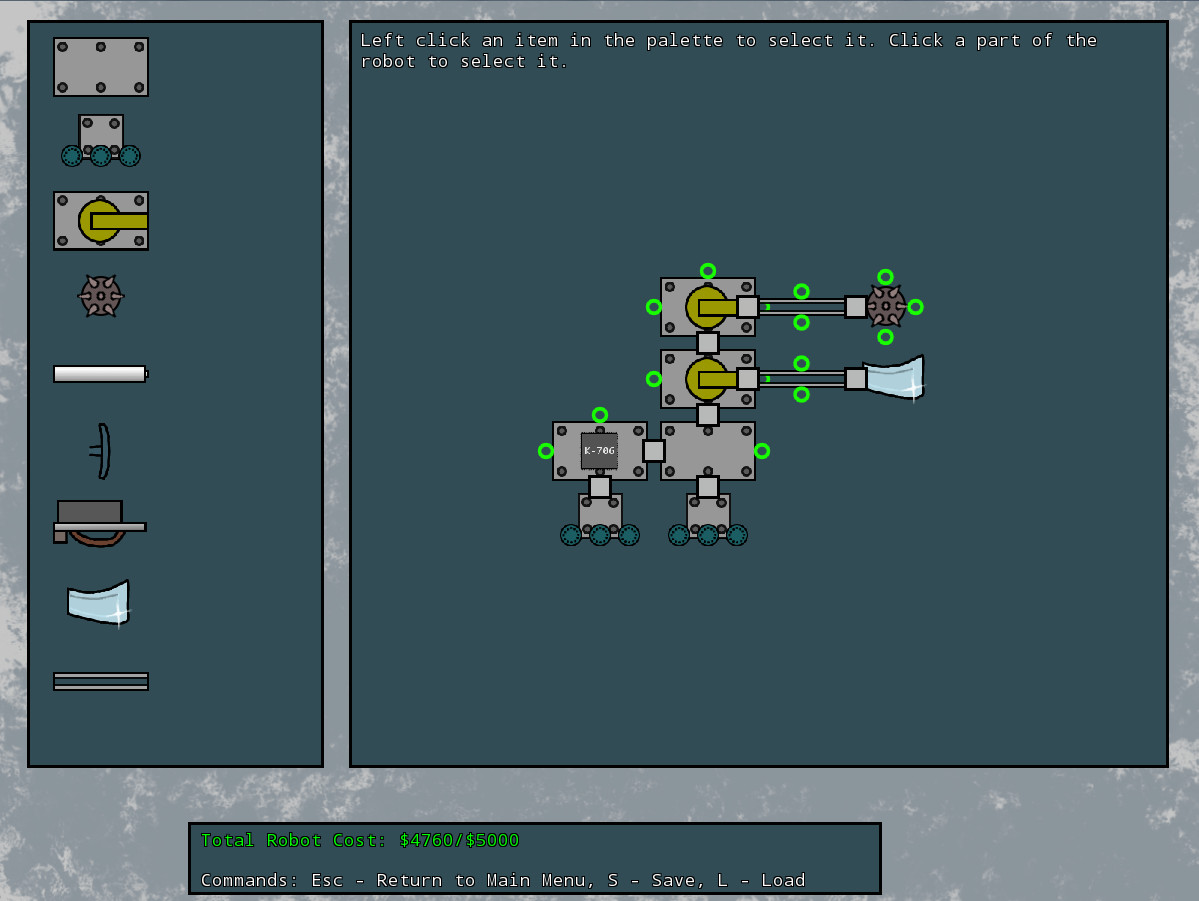 Left click an item in the palette to select it. Click a part of the
robot to select it.
K-706
Total Robot Cost: $4760/$5000
Commands: Esc - Return to Main Menu, S - Save, L - Load